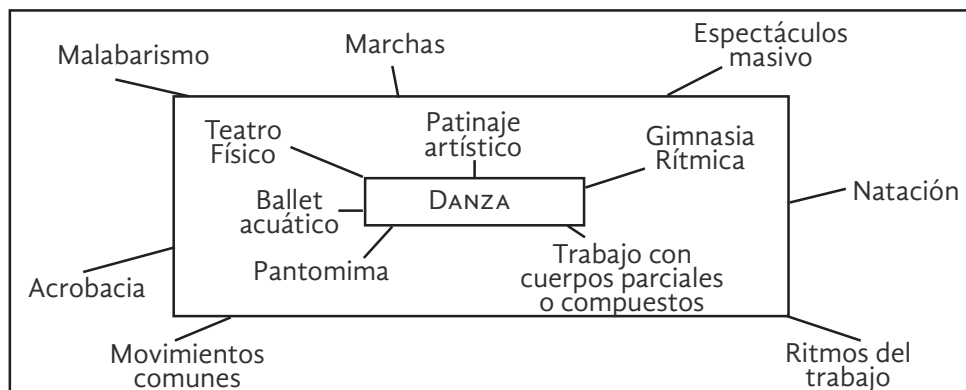 Malabarismo
Marchas
Espectáculos
masivo
Teatro
Físico
Patinaje
artístico
Gimnasia
Rítmica
Ballet
acuático
DANZA
Natación
Pantomima
Trabajo con
cuerpos parciales
o compuestos
Acrobacia
Movimientos
comunes
Ritmos del
trabajo